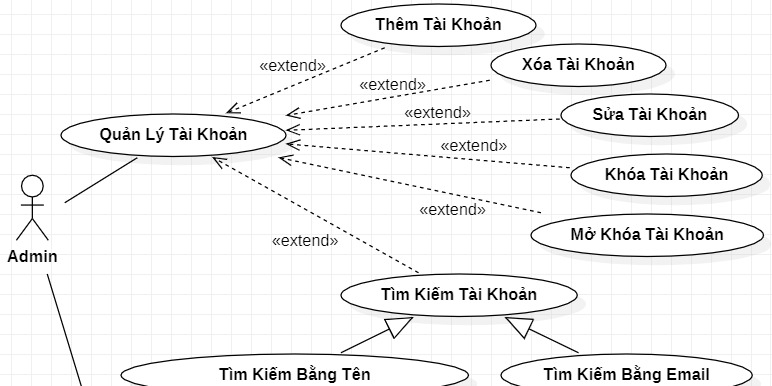 Thêm Tài Khoản
«extend»
Xóa Tài Khoản
«extend»
Sửa Tài Khoản
«extend»
Quản Lý Tài Khoản
«extend»
Khóa Tài Khoản
«extend»
Mở Khóa Tài Khoản
«extend»
Admin
Tìm Kiếm Tài Khoản
Tìm Kiếm Bằng Tên
Tìm Kiếm Bằng Email